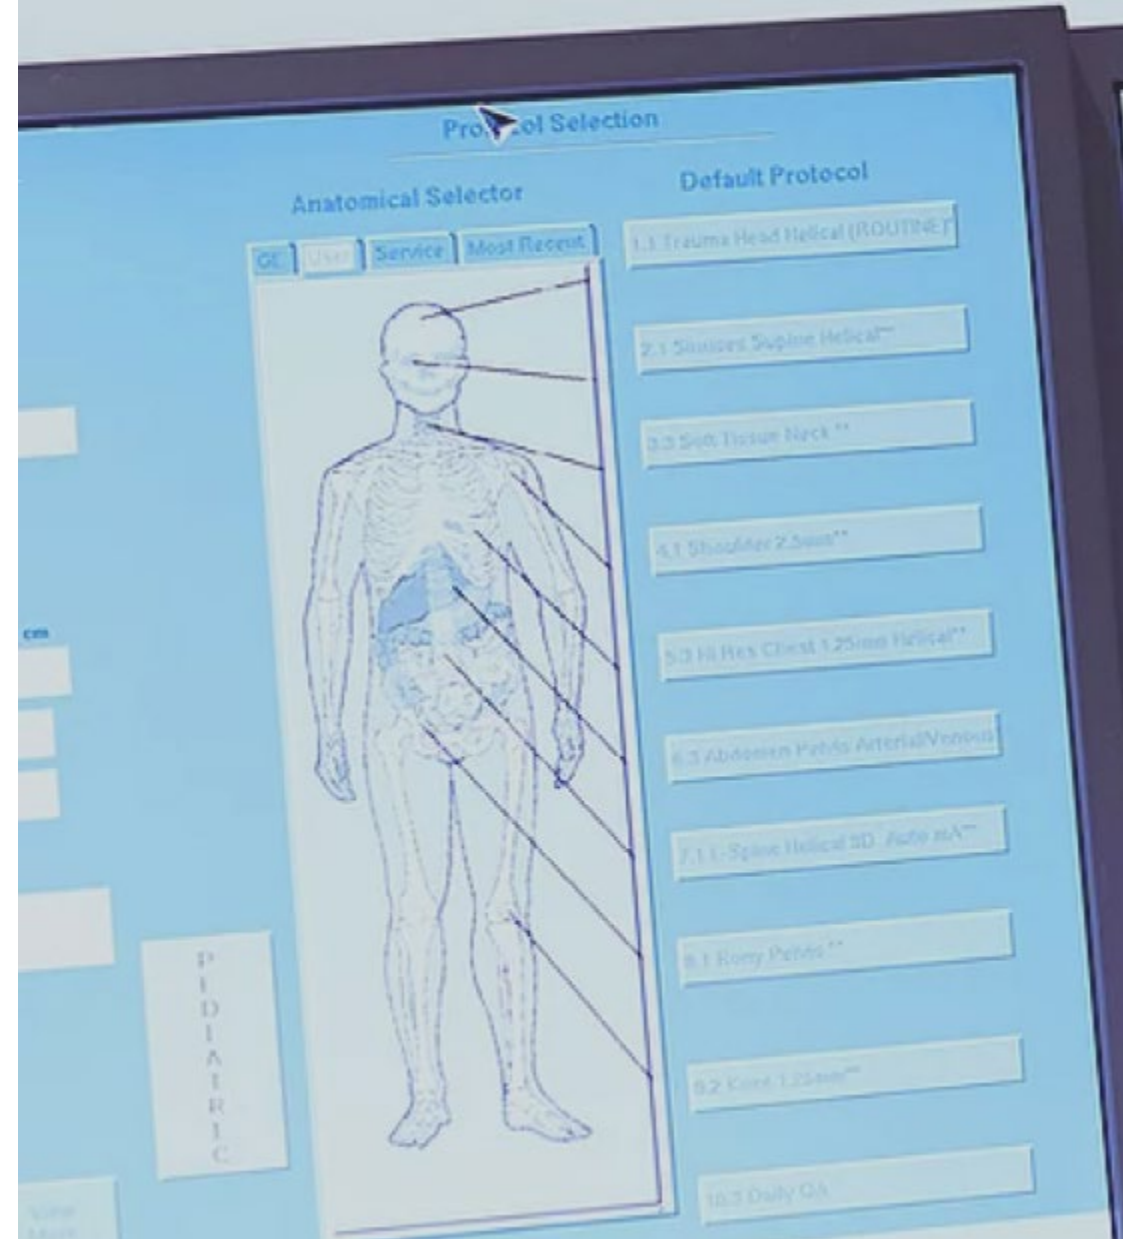 Protocol Selection
Anatomical Selector
Default Protocol
GE User Service Most Recent
1.1 Trauma Head Helical (ROUTINE)*
2.1 Sinuses Supine Helical**
3.3 Soft Tissue Neck **
4.1 Shoulder 2.5mm**
5.3 Hi Res Chest 1.25mm Helical**
6.3 Abdomen Pelvis Arterial/Venous
7.1 L-Spine Helical 3D Auto mA**
8.1 Bony Pelvis **
9.2 Knee 1.25mm**
10.3 Daily QA
cm
PEDIATRIC
View
More